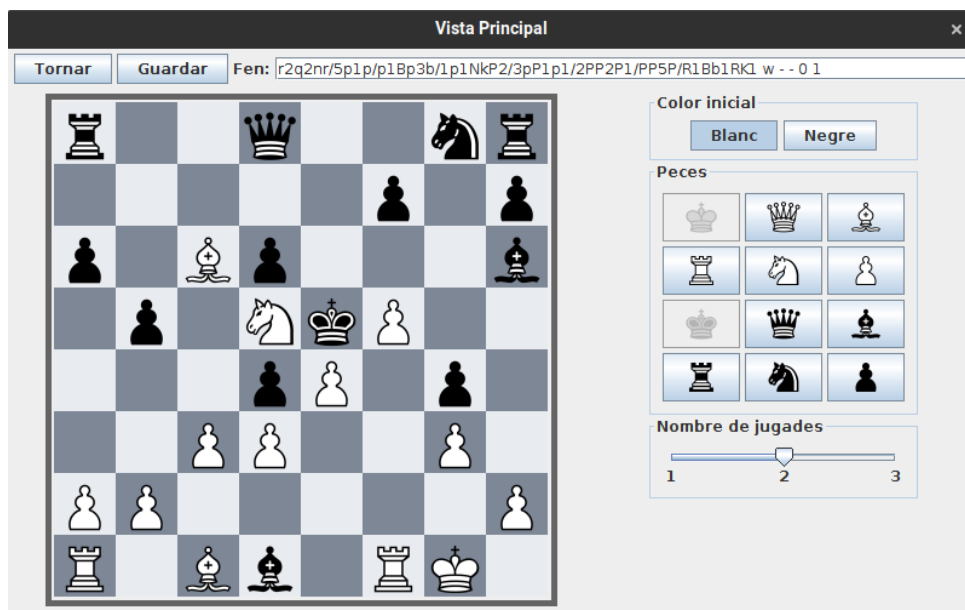 Vista Principal ×
Tornar Guardar Fen: r2q2nr/5p1p/p1Bp3b/1p1NkP2/3pP1p1/2PP2P1/PP5P/R1Bb1RK1 w - - 0 1
Color inicial
Blanc Negre
Peces
Nombre de jugades
1 2 3